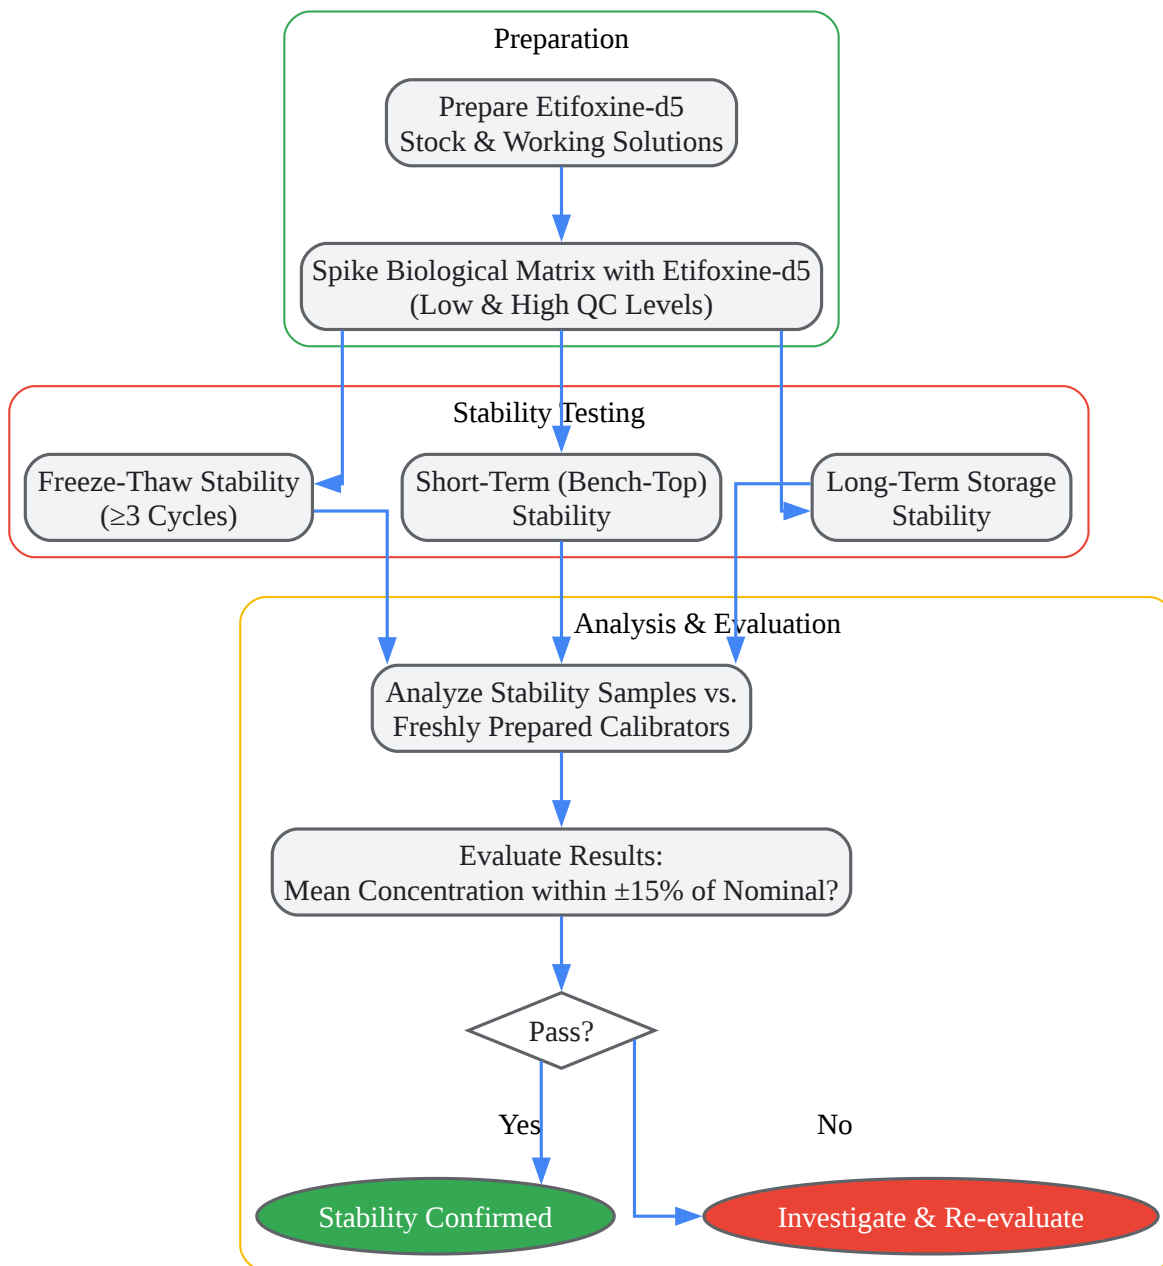 Preparation
Prepare Etifoxine-d5
Stock & Working Solutions
Spike Biological Matrix with Etifoxine-d5
(Low & High QC Levels)
Stability Testing
Freeze-Thaw Stability
(≥3 Cycles)
Short-Term (Bench-Top)
Stability
Long-Term Storage
Stability
Analysis & Evaluation
Analyze Stability Samples vs.
Freshly Prepared Calibrators
Evaluate Results:
Mean Concentration within ±15% of Nominal?
Pass?
Yes
No
Stability Confirmed
Investigate & Re-evaluate